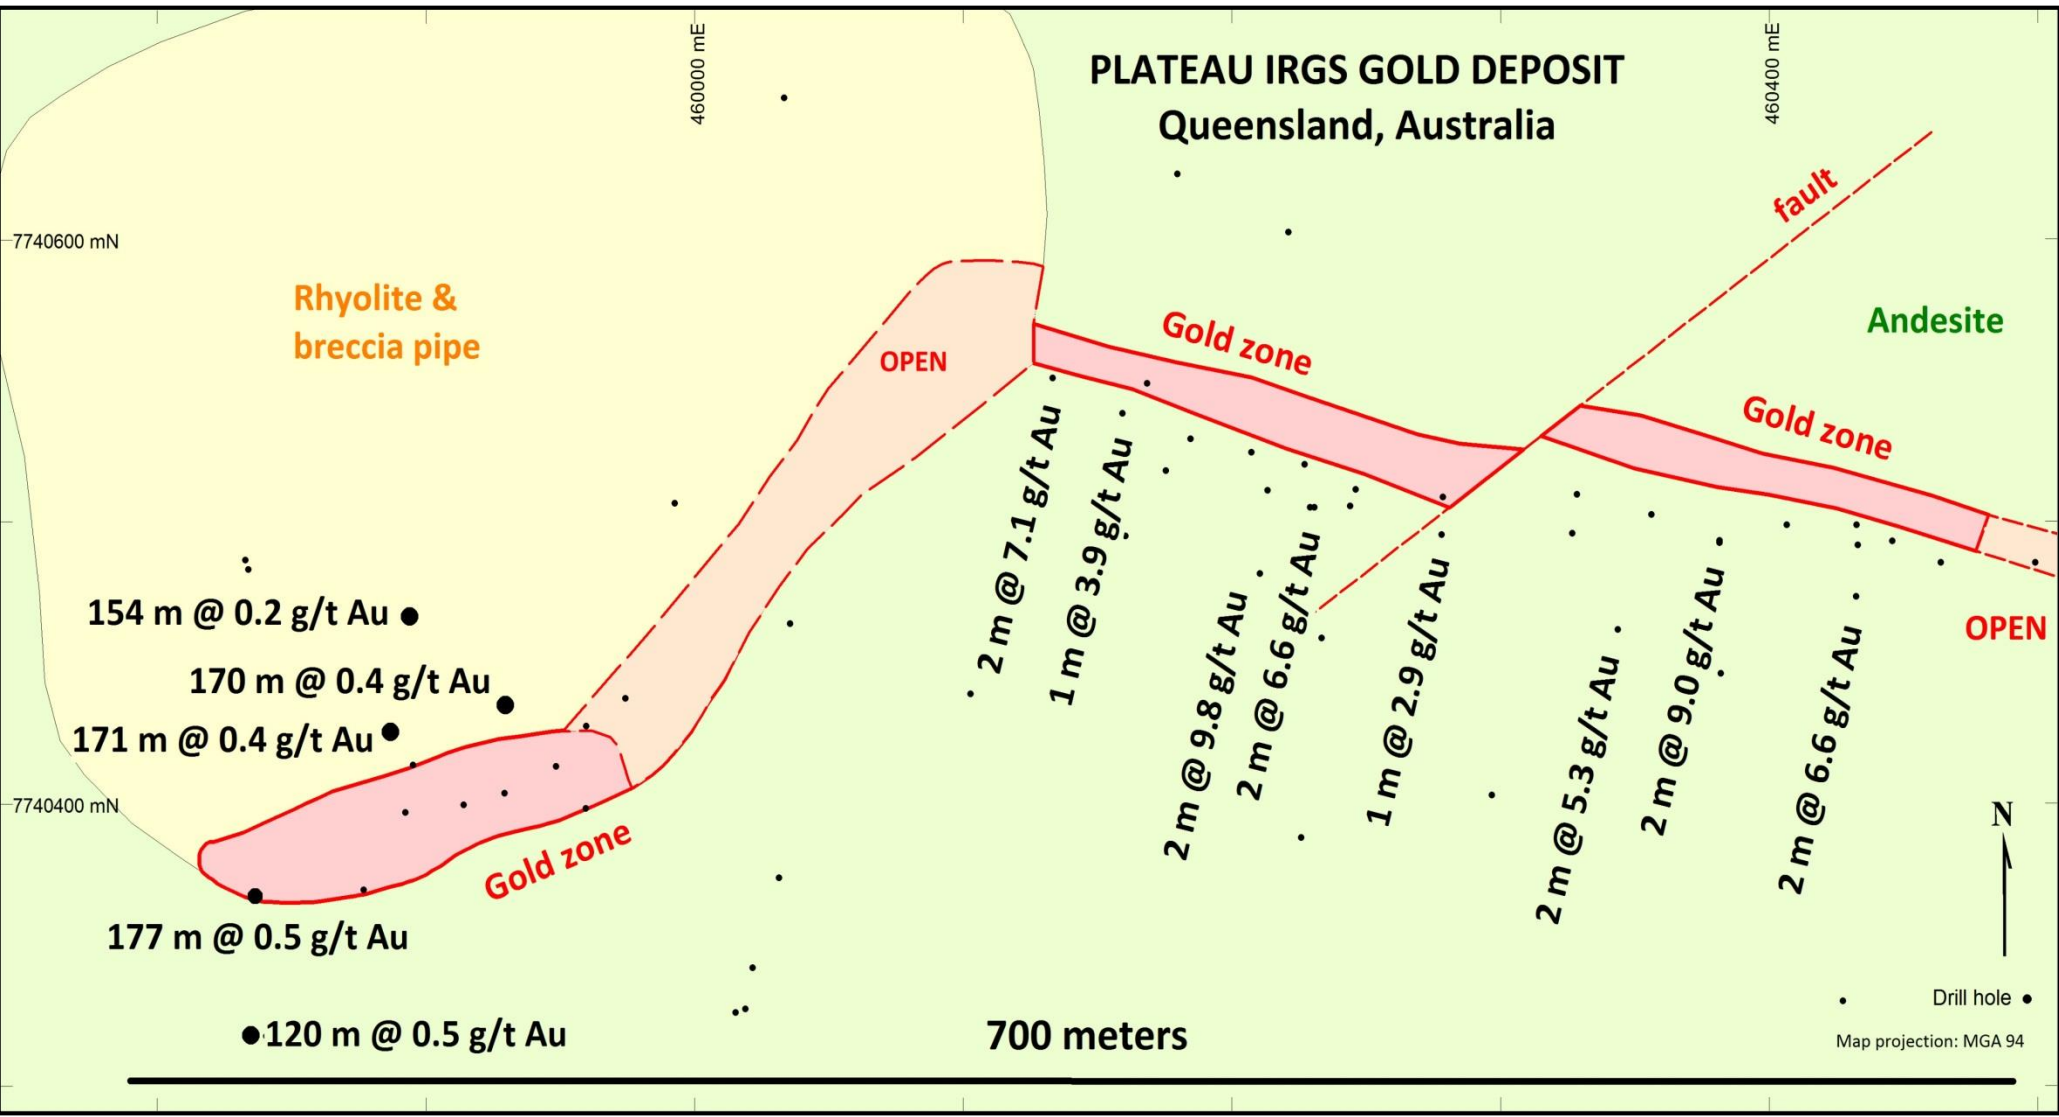 460000 mE
460400 mE
PLATEAU IRGS GOLD DEPOSIT
Queensland, Australia
fault
7740600 mN
Rhyolite &
breccia pipe
Gold zone
Andesite
OPEN
Gold zone
2 m @ 7.1 g/t Au
1 m @ 3.9 g/t Au
2 m @ 9.8 g/t Au
2 m @ 6.6 g/t Au
1 m @ 2.9 g/t Au
2 m @ 5.3 g/t Au
2 m @ 9.0 g/t Au
2 m @ 6.6 g/t Au
OPEN
154 m @ 0.2 g/t Au
170 m @ 0.4 g/t Au
171 m @ 0.4 g/t Au
7740400 mN
Gold zone
177 m @ 0.5 g/t Au
N
Drill hole
120 m @ 0.5 g/t Au
700 meters
Map projection: MGA 94